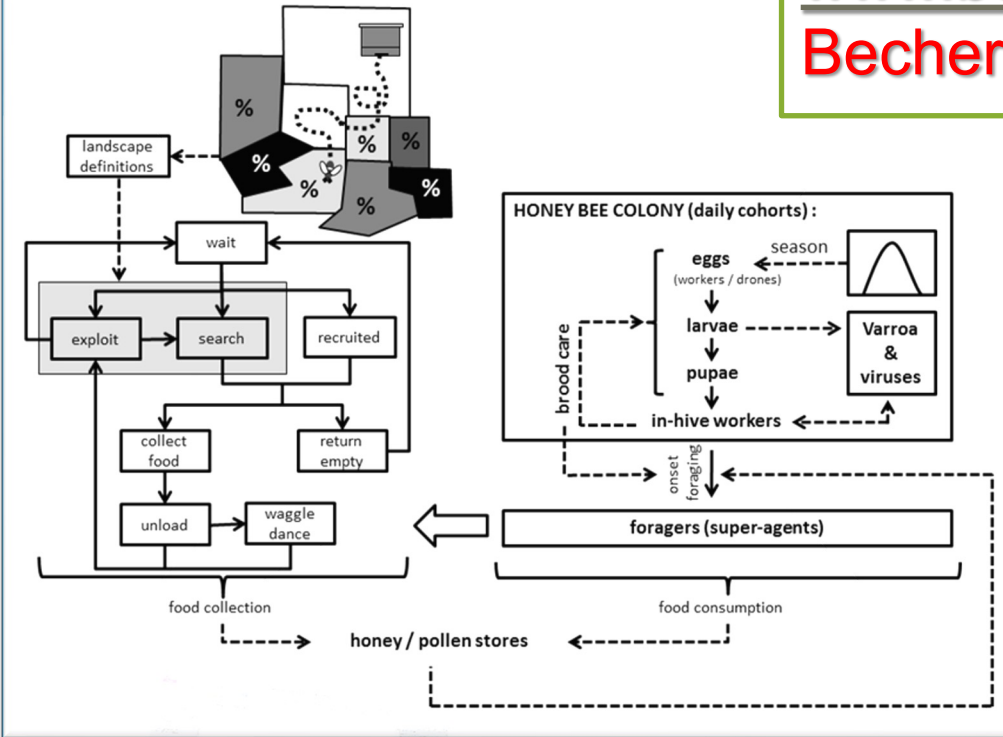 Becher
%
%
%
%
%
%
%
landscape
definitions
wait
exploit
search
recruited
collect
food
return
empty
unload
waggle
dance
food collection
HONEY BEE COLONY (daily cohorts) :
eggs
(workers / drones)
season
larvae
pupae
in-hive workers
brood care
Varroa
&
viruses
onset
foraging
foragers (super-agents)
food consumption
honey / pollen stores